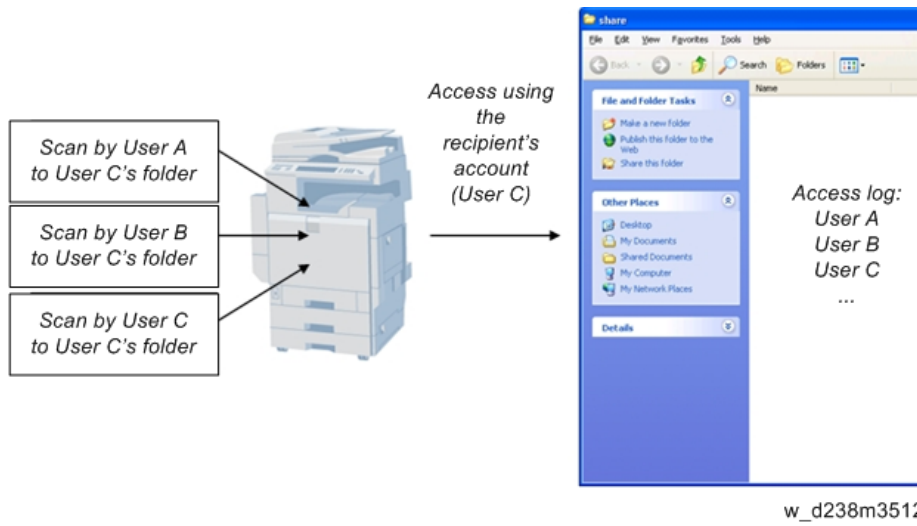 Scan by User A
to User C's folder
Scan by User B
to User C's folder
Scan by User C
to User C's folder
Access using
the
recipient's
account
(User C)
share
File Edit View Favorites Tools Help
Back Search Folders
Name
File and Folder Tasks
Make a new folder
Publish this folder to the
Web
Share this folder
Other Places
Desktop
My Documents
Shared Documents
My Computer
My Network Places
Details
Access log:
User A
User B
User C
...
w_d238m3512